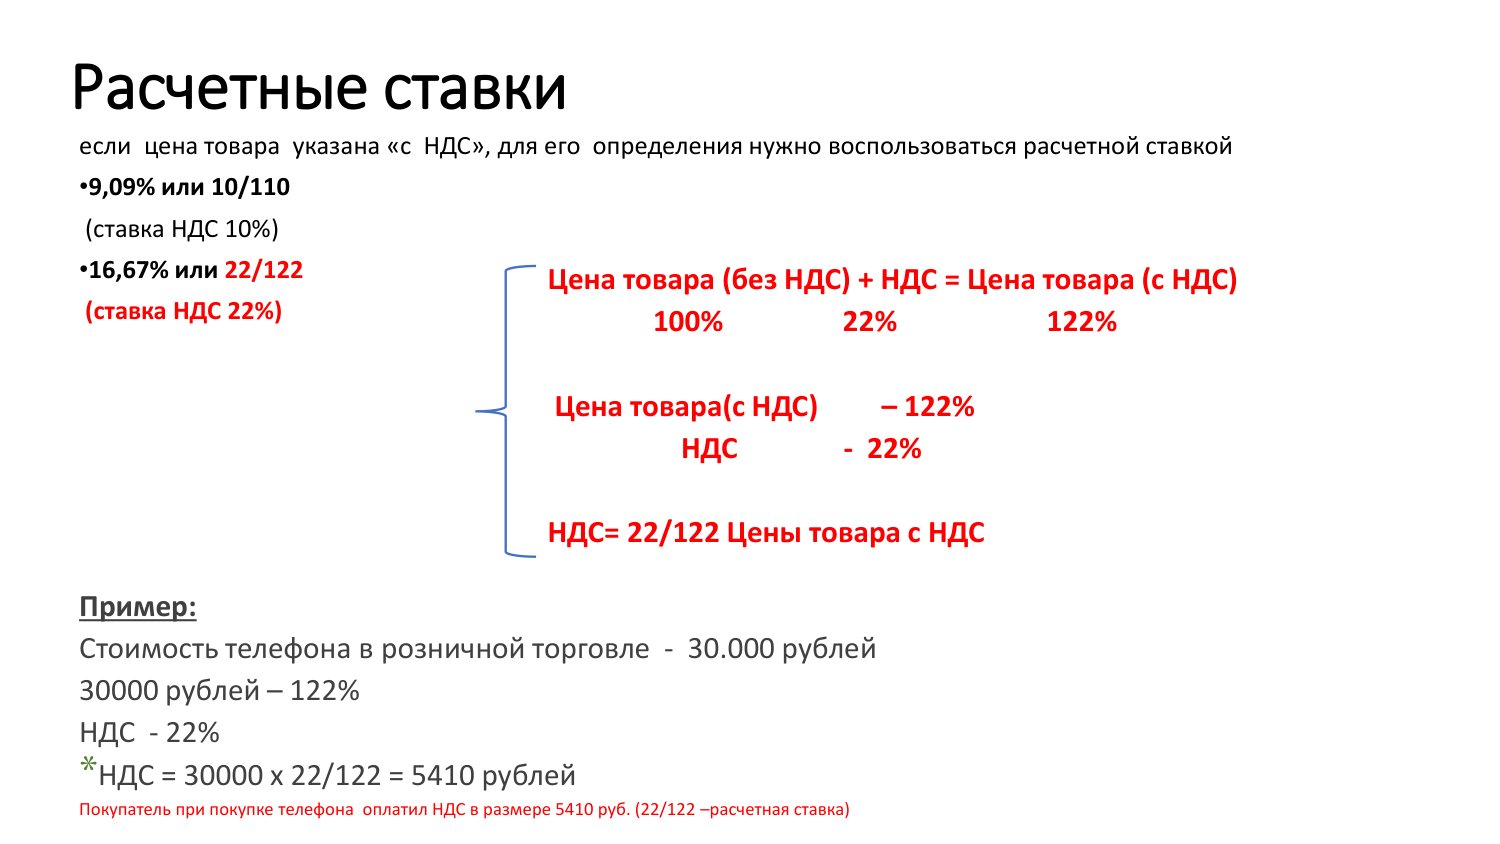 Расчетные ставки
если цена товара указана «с НДС», для его определения нужно воспользоваться расчетной ставкой
•9,09% или 10/110
(ставка НДС 10%)
•16,67% или 22/122
(ставка НДС 22%)
Цена товара (без НДС) + НДС = Цена товара (с НДС)
100% 22% 122%
Цена товара(с НДС) – 122%
НДС - 22%
НДС= 22/122 Цены товара с НДС
Пример:
Стоимость телефона в розничной торговле - 30.000 рублей
30000 рублей – 122%
НДС - 22%
*НДС = 30000 х 22/122 = 5410 рублей
Покупатель при покупке телефона оплатил НДС в размере 5410 руб. (22/122 –расчетная ставка)